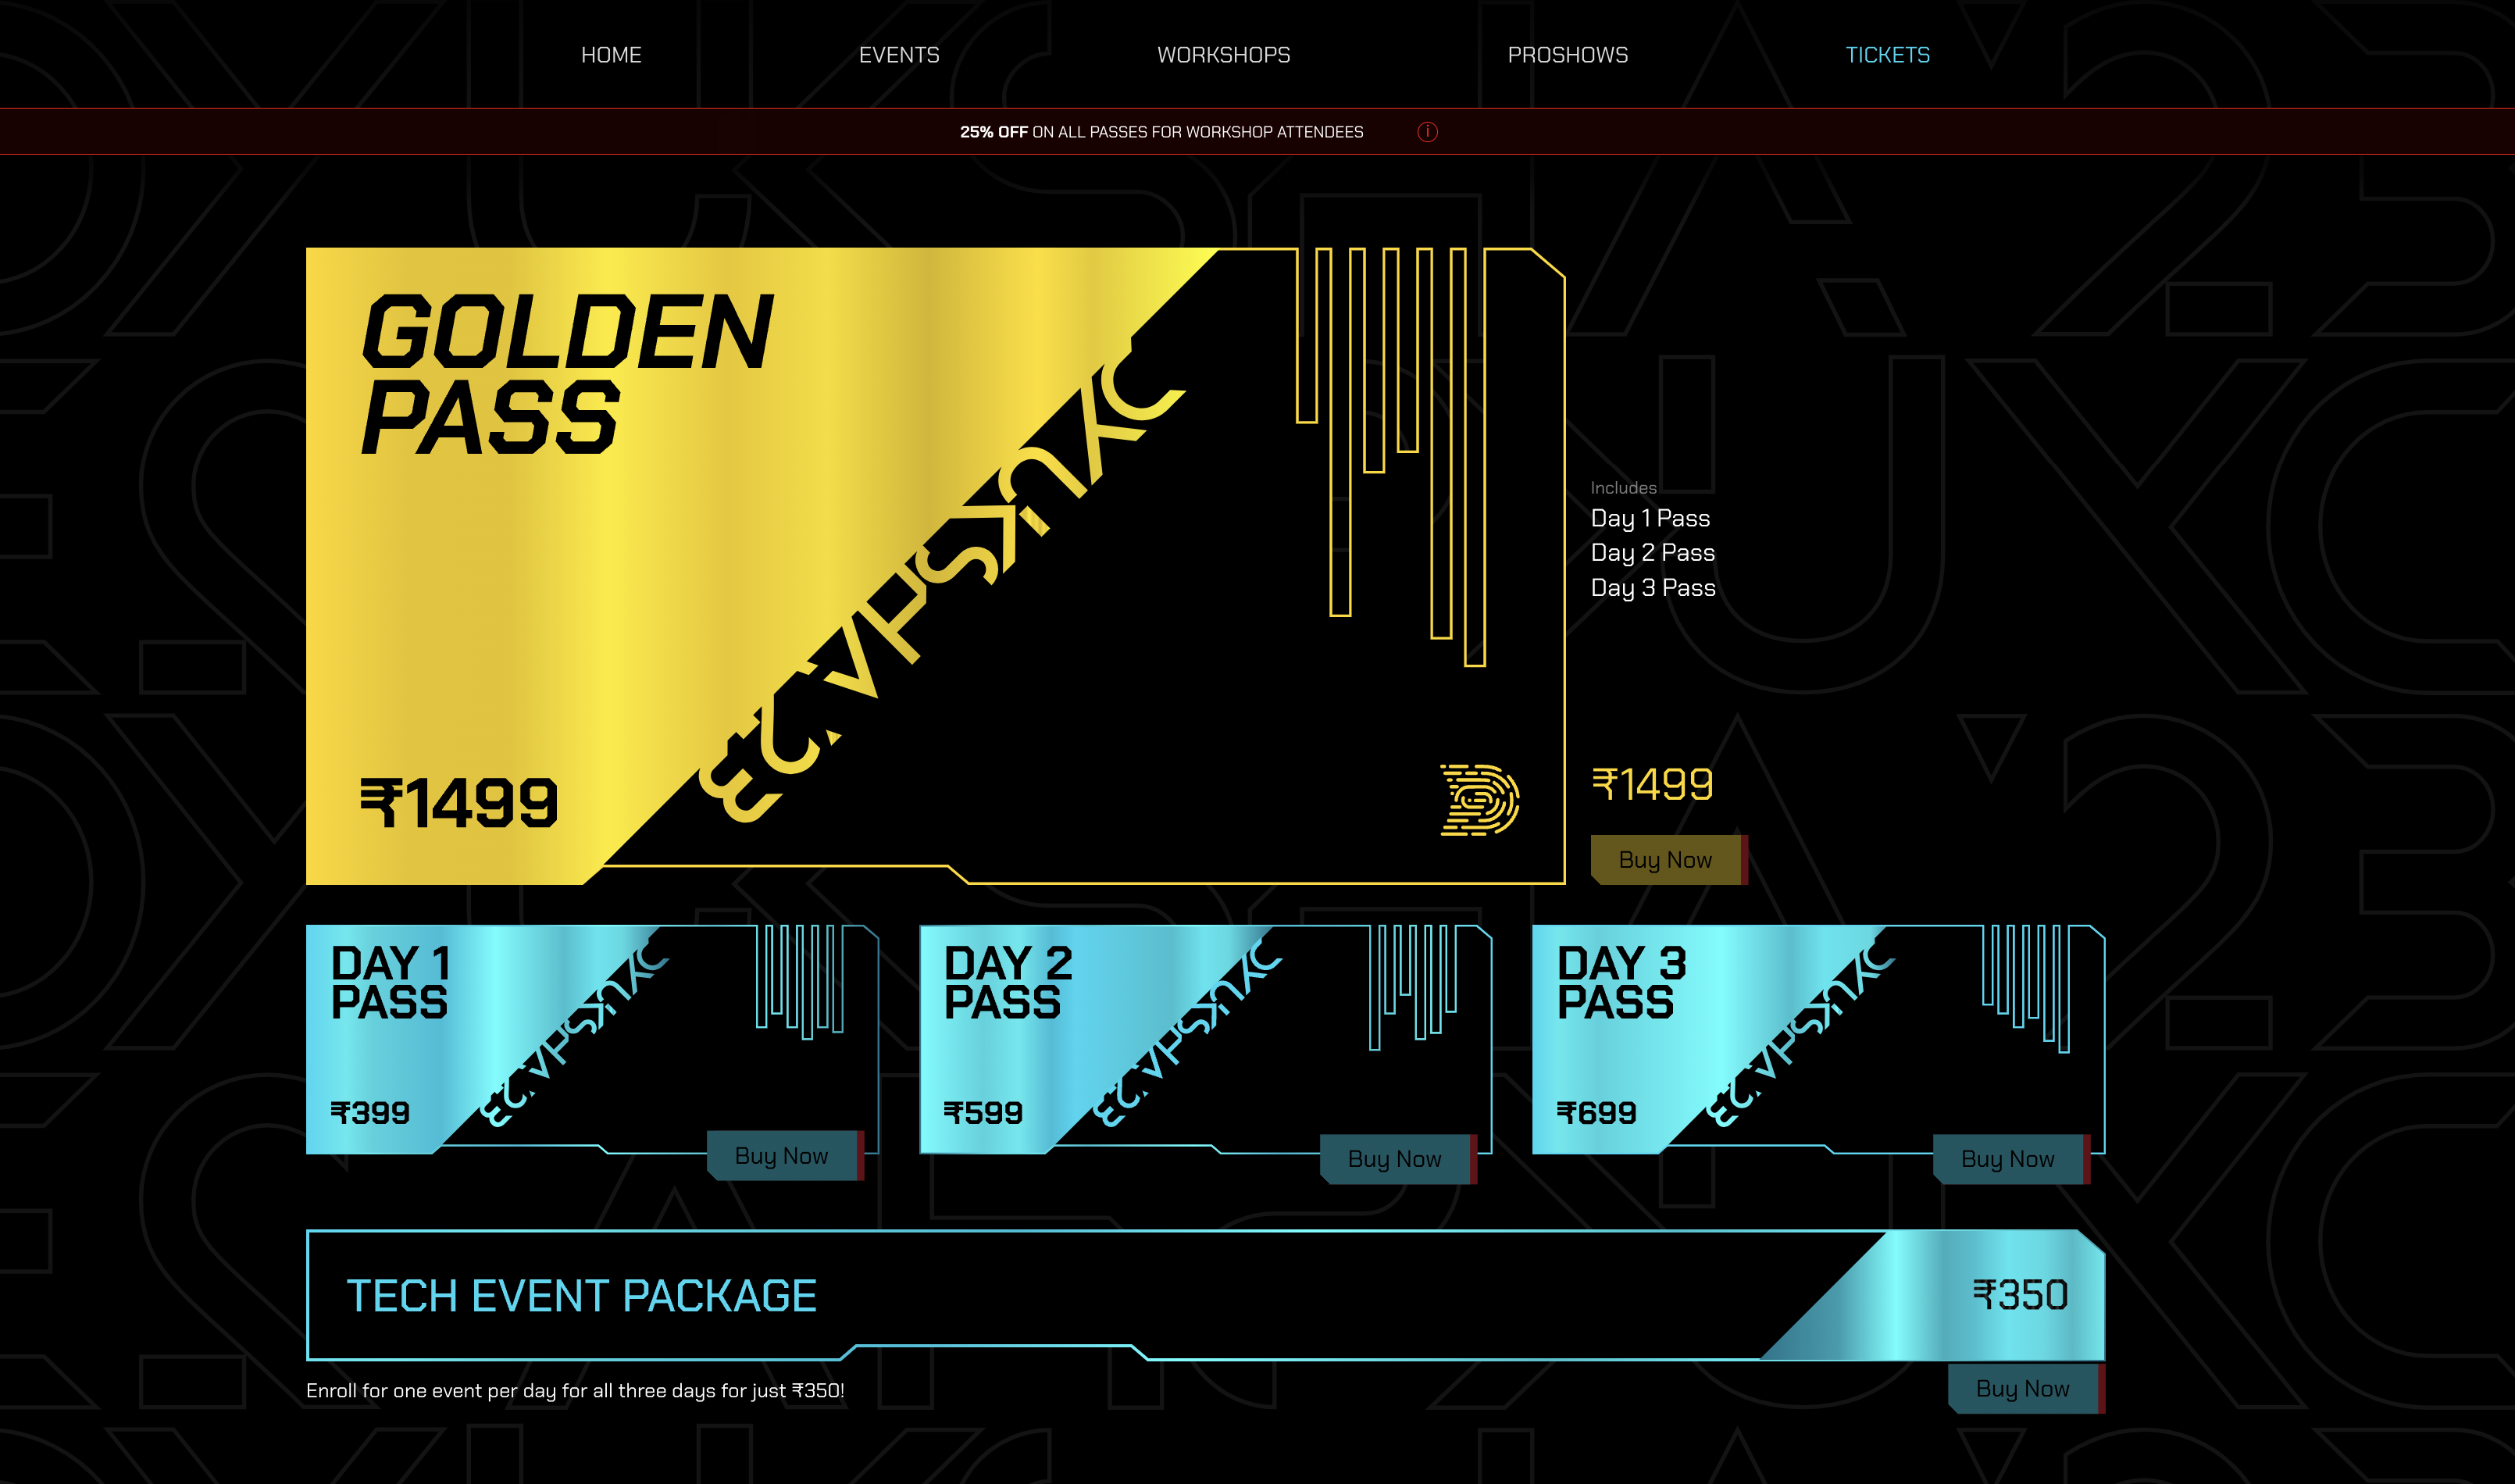 HOME EVENTS WORKSHOPS PROSHOWS TICKETS
25% OFF ON ALL PASSES FOR WORKSHOP ATTENDEES
GOLDEN
PASS
₹1499
Includes
Day 1 Pass
Day 2 Pass
Day 3 Pass
₹1499
Buy Now
DAY 1
PASS
₹399
Buy Now
DAY 2
PASS
₹599
Buy Now
DAY 3
PASS
₹699
Buy Now
TECH EVENT PACKAGE
₹350
Enroll for one event per day for all three days for just ₹350!
Buy Now